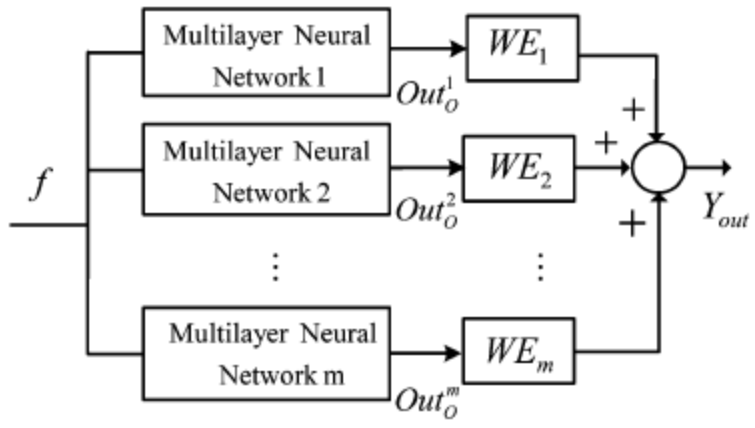 Multilayer Neural
Network 1
Out_O^1
WE_1
+
Multilayer Neural
Network 2
Out_O^2
WE_2
+
f
Y_out
+
⋮
⋮
Multilayer Neural
Network m
Out_O^m
WE_m